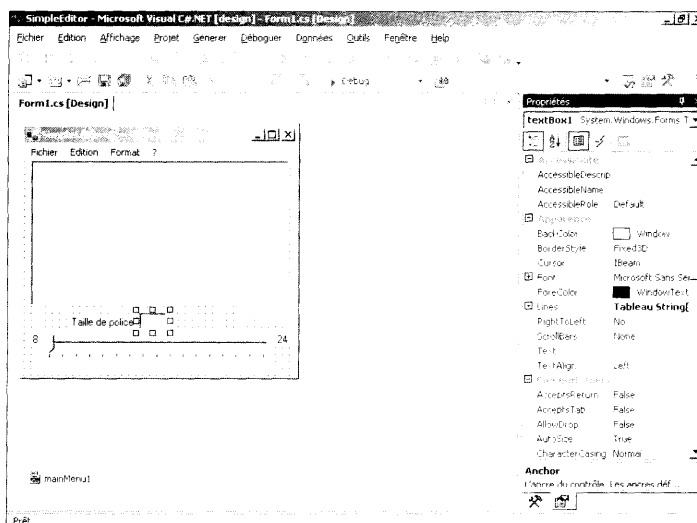 SimpleEditor - Microsoft Visual C#.NET [design] - Form1.cs [Design]
Fichier Edition Affichage Projet Generer Déboguer Données Outils Fenêtre Help
Debug
Form1.cs [Design]
Fichier Edition Format ?
Taille de police
8 24
mainMenu1
Prêt
Propriétés
textBox1 System.Windows.Forms.T
Accessibilité
AccessibleDescrip
AccessibleName
AccessibleRole Default
Apparence
BackColor Window
BorderStyle Fixed3D
Cursor IBeam
Font Microsoft Sans Ser
ForeColor WindowText
Lines Tableau String[
RightToLeft No
ScrollBars None
Text
TextAlign Left
AcceptsReturn False
AcceptsTab False
AllowDrop False
AutoSize True
CharacterCasing Normal
Anchor
L'ancre du contrôle. Les ancres déf...